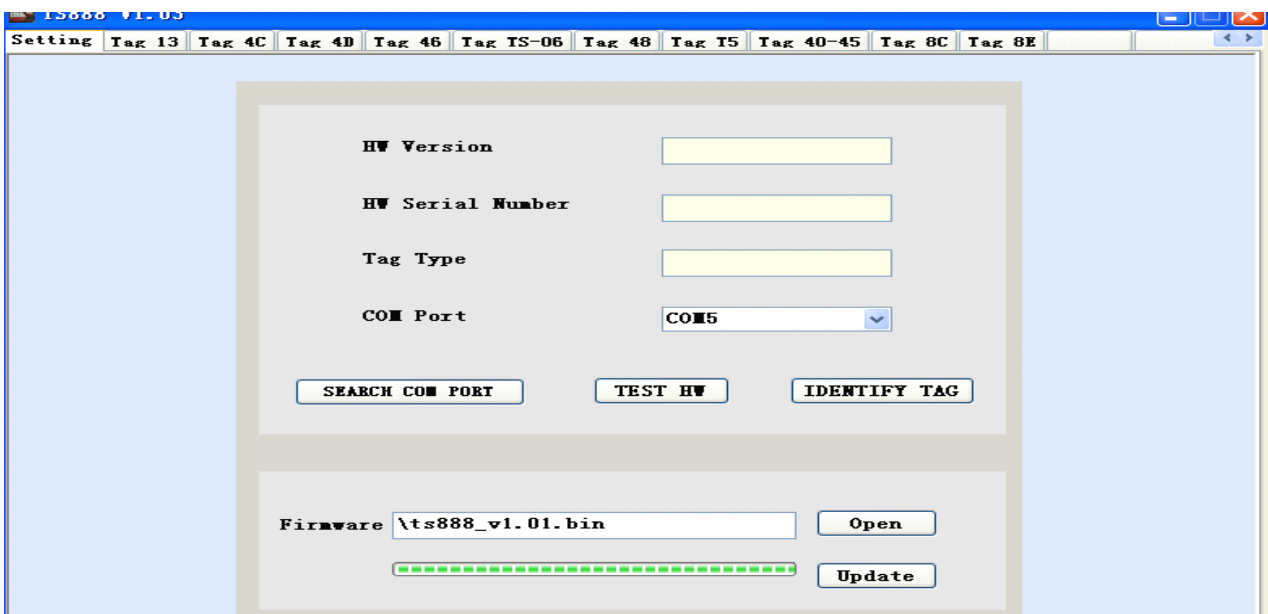 TS888 V1.03
Setting Tag 13 Tag 4C Tag 4D Tag 46 Tag TS-06 Tag 48 Tag T5 Tag 40-45 Tag 8C Tag 8E
HW Version
HW Serial Number
Tag Type
COM Port COM5
SEARCH COM PORT TEST HW IDENTIFY TAG
Firmware \ts888_v1.01.bin Open
Update